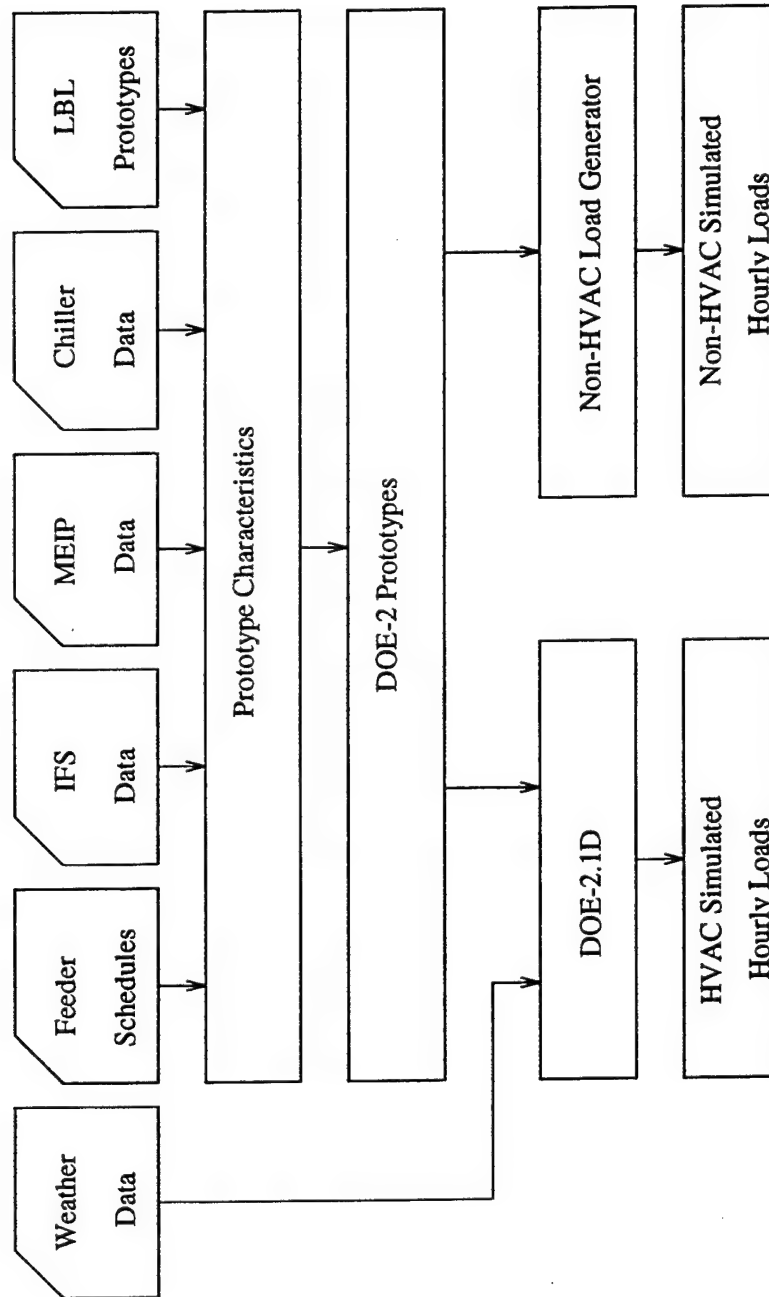 Weather
Data
Feeder
Schedules
IFS
Data
MEIP
Data
Chiller
Data
LBL
Prototypes
Prototype Characteristics
DOE-2 Prototypes
DOE-2.1D
Non-HVAC Load Generator
HVAC Simulated
Hourly Loads
Non-HVAC Simulated
Hourly Loads